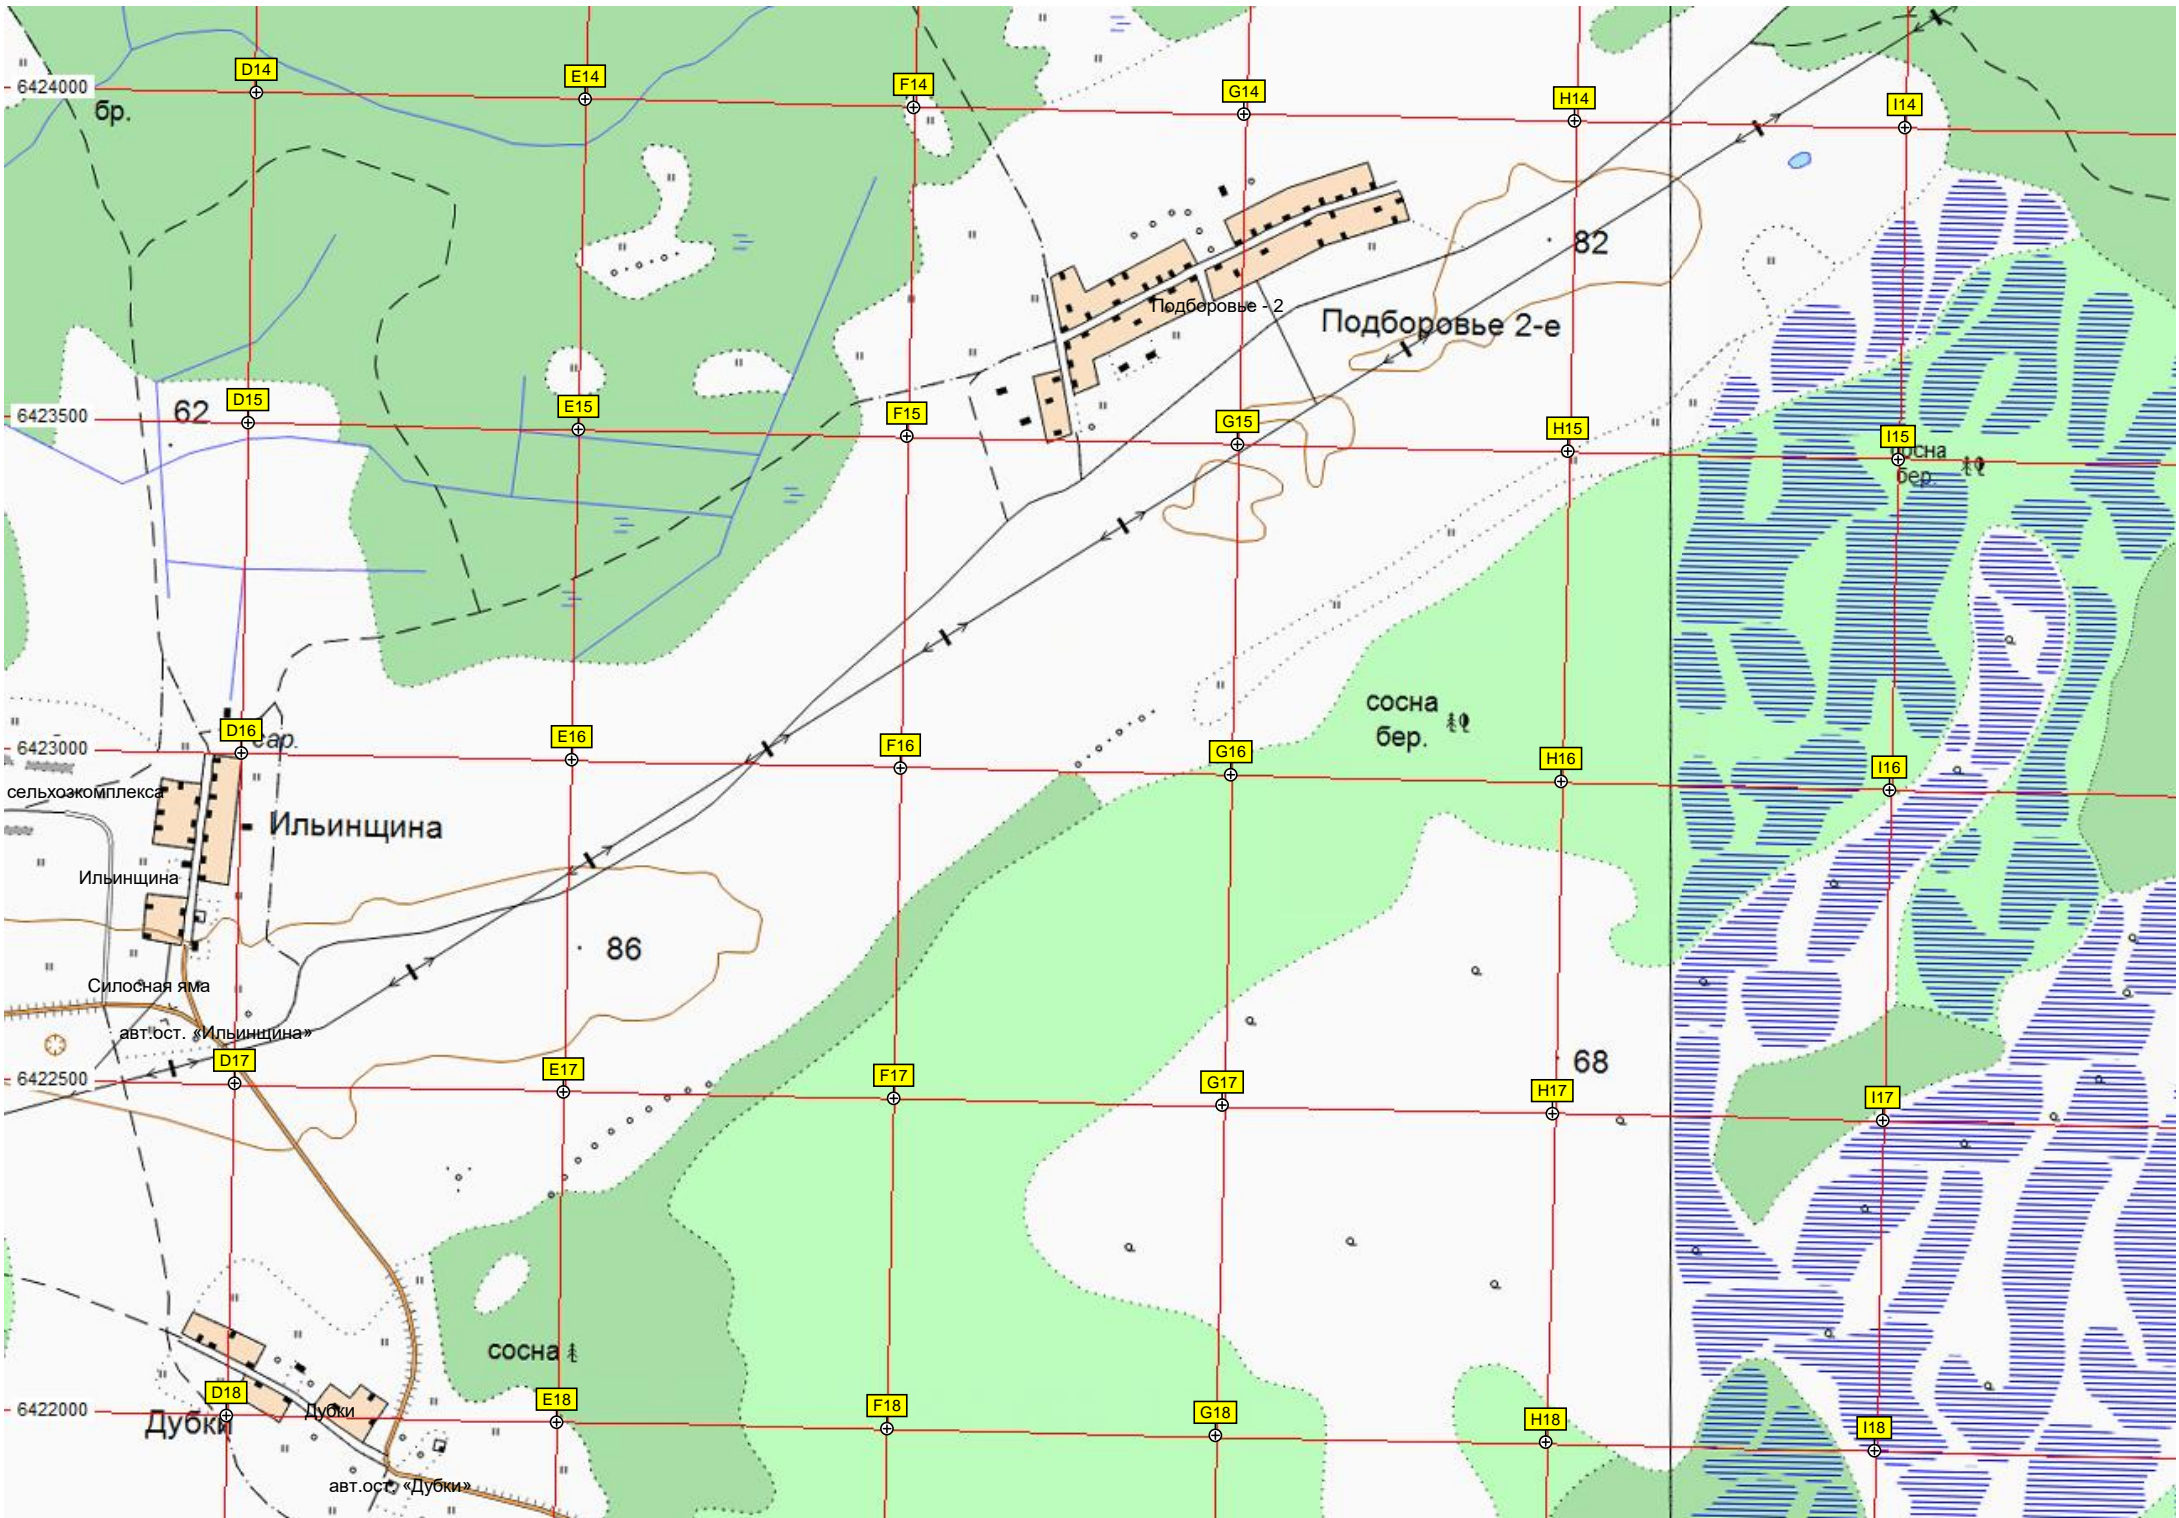 D14
E14
F14
G14
H14
I14
6424000
бр.
82
Подборовье - 2
Подборовье 2-е
D15
E15
F15
G15
H15
I15
6423500
62
сосна
бер.
сосна
бер.
D16
E16
F16
G16
H16
I16
6423000
сар.
сельхозкомплекса
Ильинщина
Ильинщина
86
Силосная яма
авт.ост. «Ильинщина»
68
D17
E17
F17
G17
H17
I17
6422500
сосна
D18
E18
F18
G18
H18
I18
6422000
Дубки
Дубки
авт.ост. «Дубки»